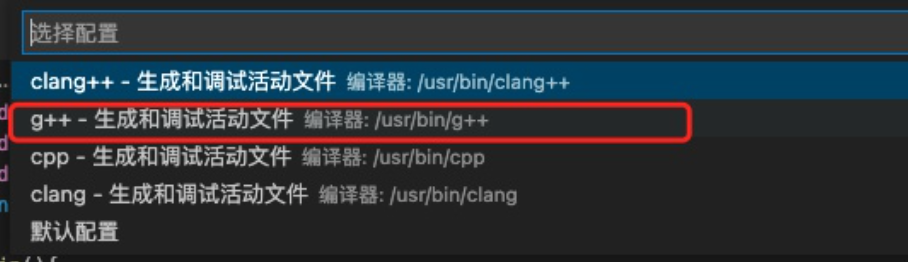 选择配置
clang++ - 生成和调试活动文件 编译器: /usr/bin/clang++
g++ - 生成和调试活动文件 编译器: /usr/bin/g++
cpp - 生成和调试活动文件 编译器: /usr/bin/cpp
clang - 生成和调试活动文件 编译器: /usr/bin/clang
默认配置